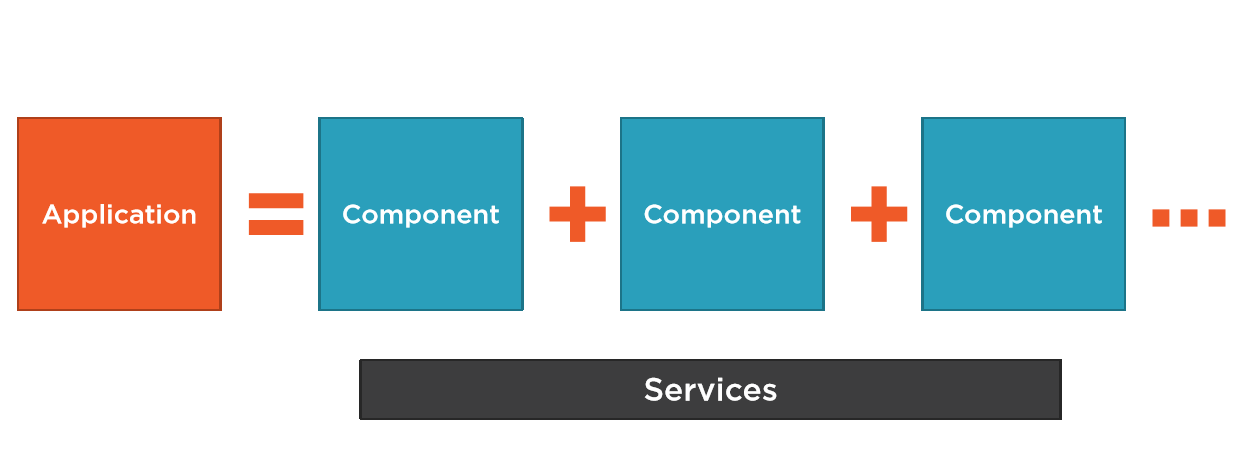 Application = Component + Component + Component ...
Services